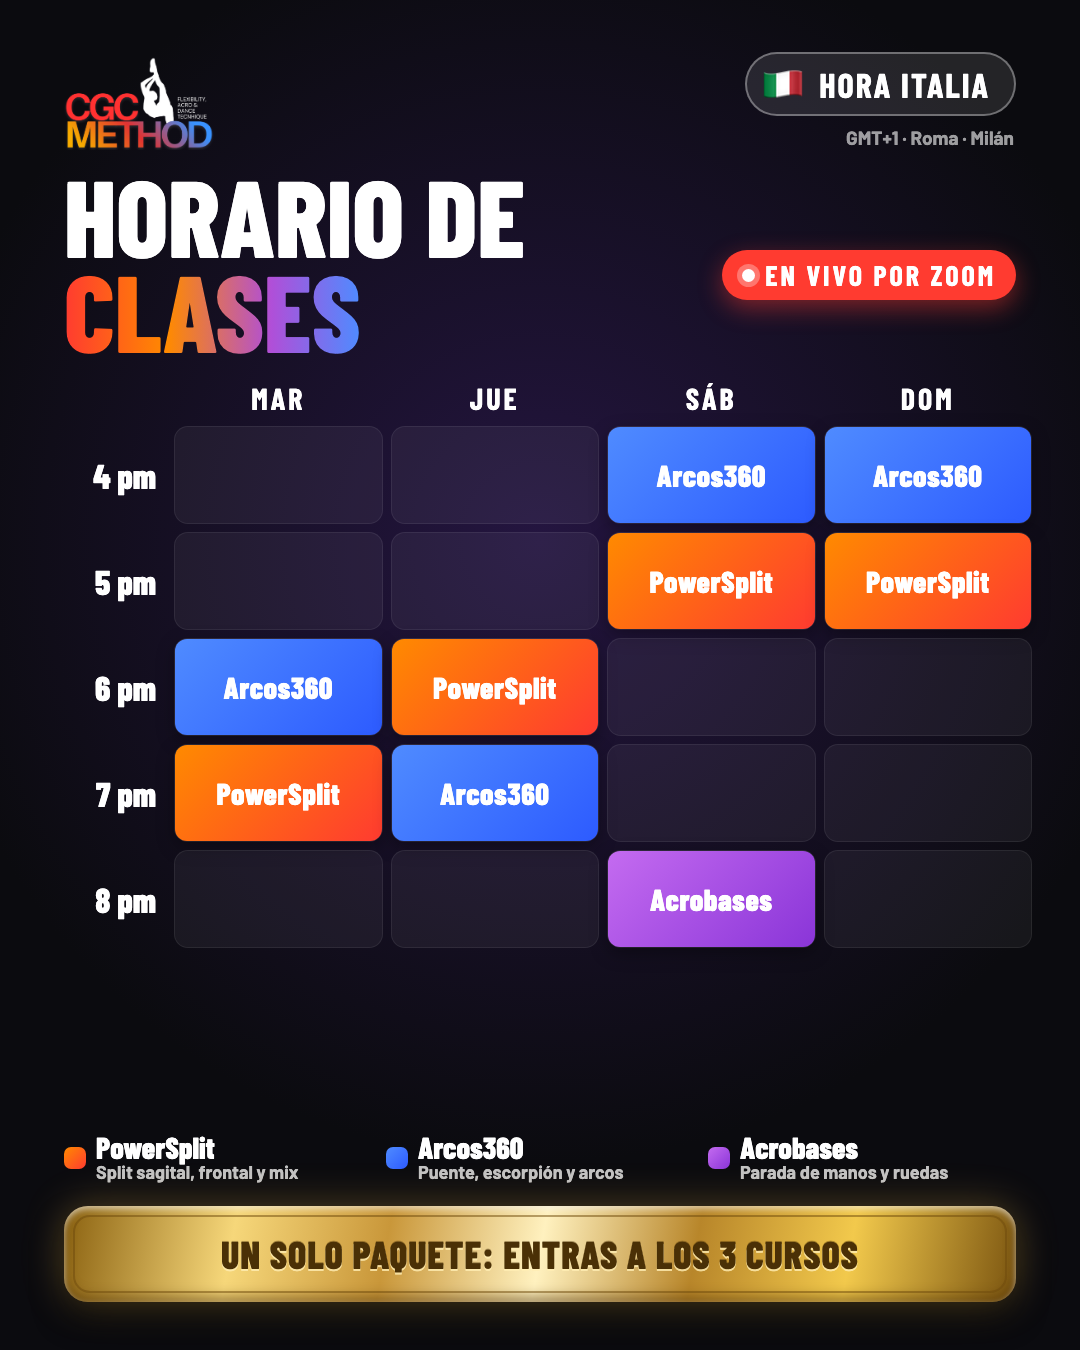 CGC
METHOD
FLEXIBILITY,
ACRO &
DANCE
TECNHIQUE
HORA ITALIA
GMT+1 · Roma · Milán
HORARIO DE
CLASES
EN VIVO POR ZOOM
MAR JUE SÁB DOM
4 pm Arcos360 Arcos360
5 pm PowerSplit PowerSplit
6 pm Arcos360 PowerSplit
7 pm PowerSplit Arcos360
8 pm Acrobases
PowerSplit
Split sagital, frontal y mix
Arcos360
Puente, escorpión y arcos
Acrobases
Parada de manos y ruedas
UN SOLO PAQUETE: ENTRAS A LOS 3 CURSOS